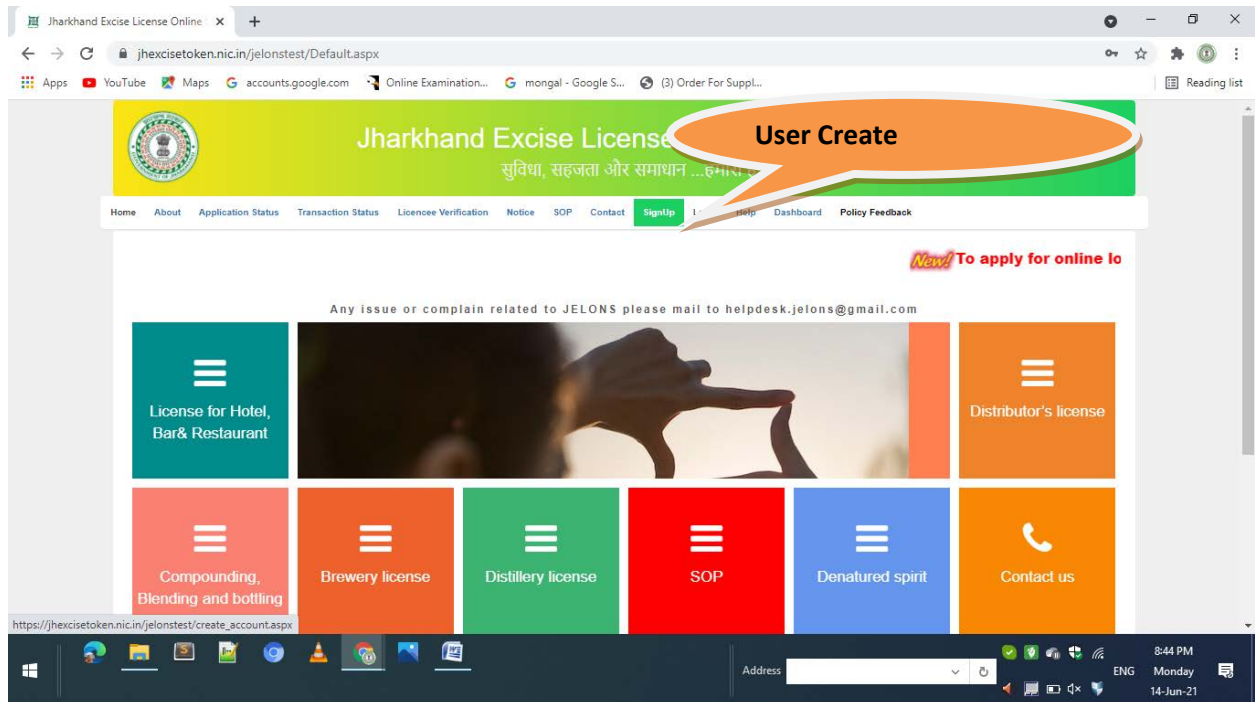 Jharkhand Excise License Online
jhexcisetoken.nic.in/jelonstest/Default.aspx
Apps YouTube Maps accounts.google.com Online Examination... mongal - Google S... (3) Order For Suppl... Reading list
Jharkhand Excise License
User Create
सुविधा, सहजता और समाधान ...हमारा
Home About Application Status Transaction Status Licencee Verification Notice SOP Contact SignUp Help Dashboard Policy Feedback
New! To apply for online lo
Any issue or complain related to JELONS please mail to helpdesk.jelons@gmail.com
License for Hotel,
Bar& Restaurant
Distributor's license
Compounding,
Blending and bottling
Brewery license
Distillery license
SOP
Denatured spirit
Contact us
https://jhexcisetoken.nic.in/jelonstest/create_account.aspx
Address
ENG
8:44 PM
Monday
14-Jun-21